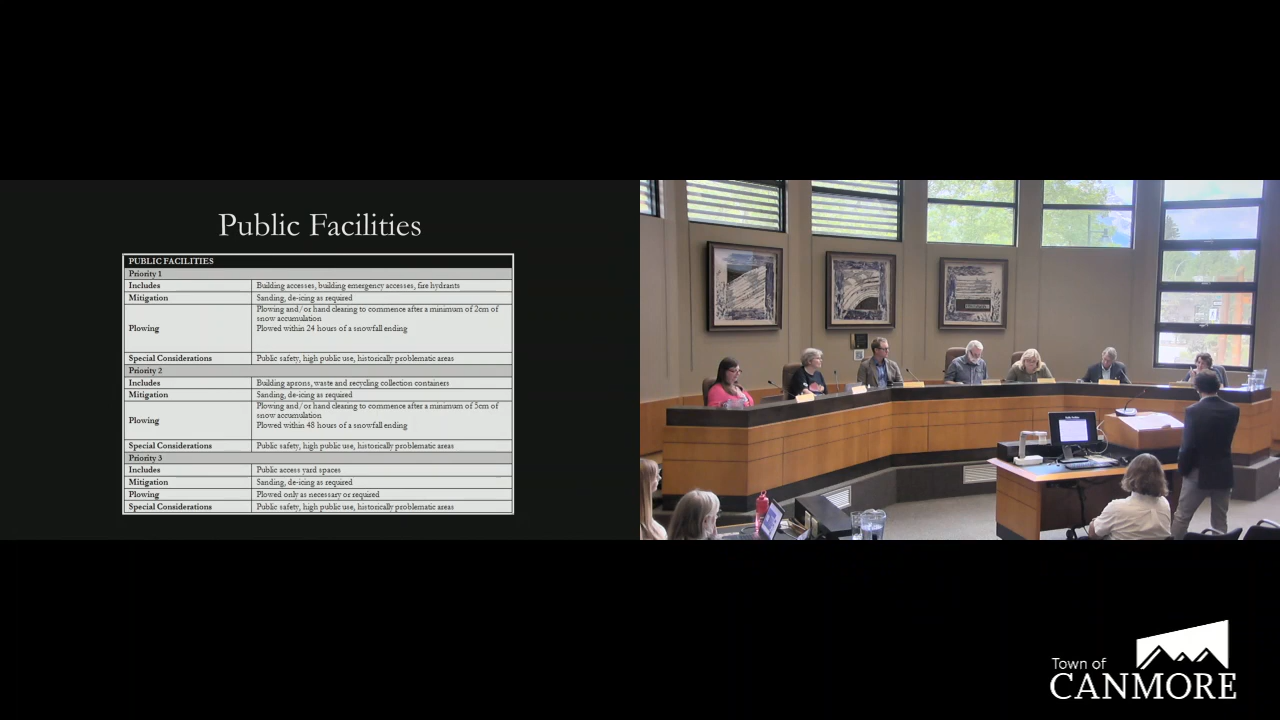 Public Facilities
PUBLIC FACILITIES
Priority 1
Includes Building accesses, building emergency accesses, fire hydrants
Mitigation Sanding, de-icing as required
Plowing Plowing and/or hand clearing to commence after a minimum of 2cm of
snow accumulation
Plowed within 24 hours of a snowfall ending
Special Considerations Public safety, high public use, historically problematic areas
Priority 2
Includes Building aprons, waste and recycling collection containers
Mitigation Sanding, de-icing as required
Plowing Plowing and/or hand clearing to commence after a minimum of 5cm of
snow accumulation
Plowed within 48 hours of a snowfall ending
Special Considerations Public safety, high public use, historically problematic areas
Priority 3
Includes Public access yard spaces
Mitigation Sanding, de-icing as required
Plowing Plowed only as necessary or required
Special Considerations Public safety, high public use, historically problematic areas
Town of
CANMORE